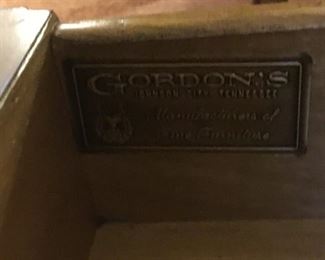 GORDON'S
JOHNSON CITY, TENNESSEE
Manufacturers of
Fine Furniture